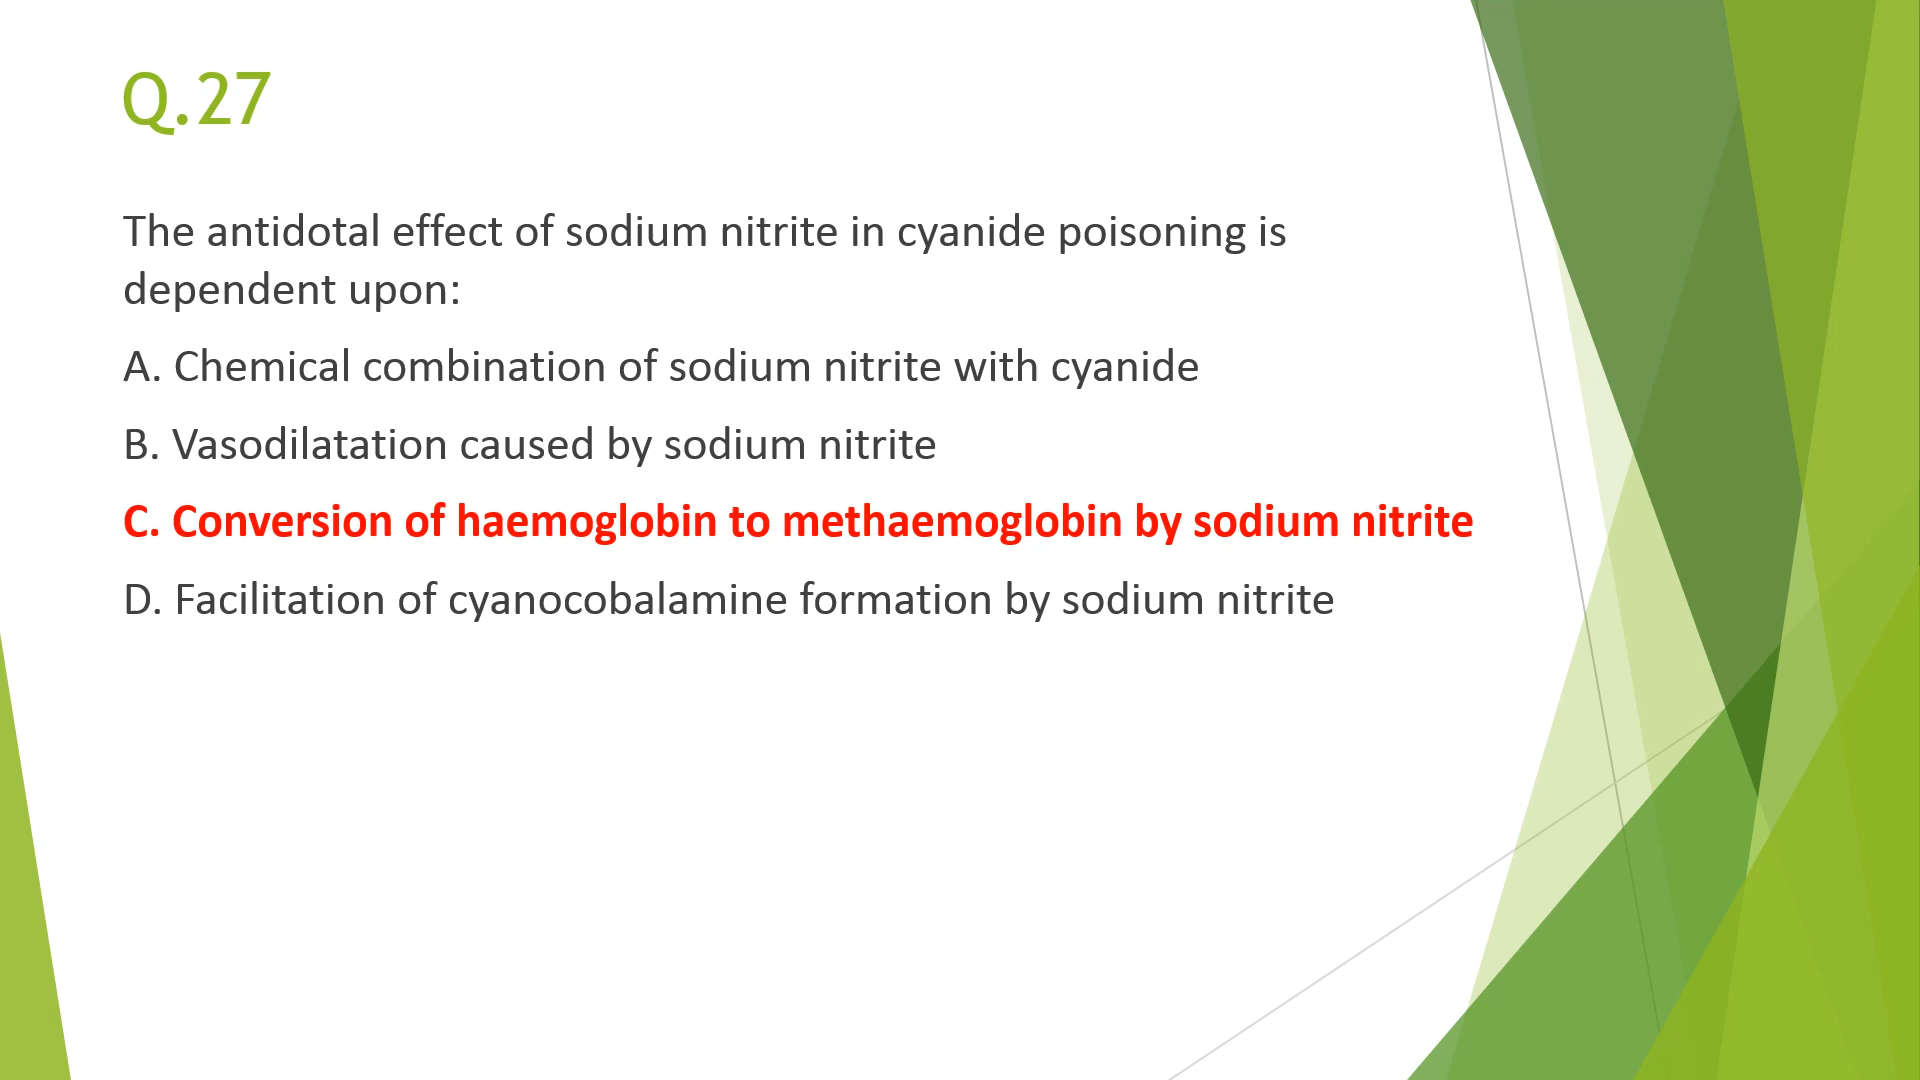 Q.27
The antidotal effect of sodium nitrite in cyanide poisoning is
dependent upon:
A. Chemical combination of sodium nitrite with cyanide
B. Vasodilatation caused by sodium nitrite
C. Conversion of haemoglobin to methaemoglobin by sodium nitrite
D. Facilitation of cyanocobalamine formation by sodium nitrite